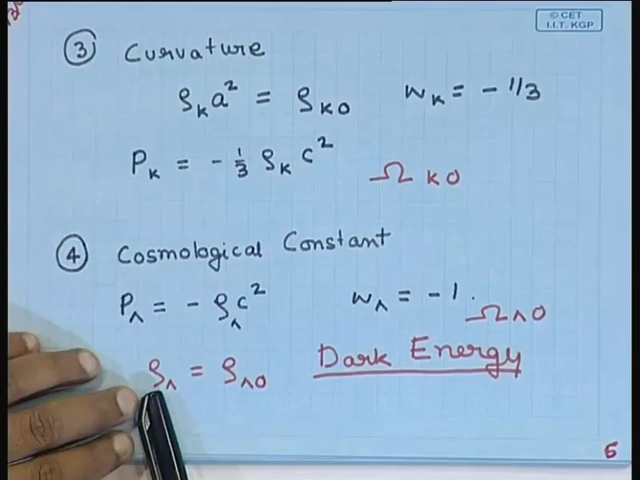 © CET
I.I.T. KGP
③ Curvature
ρ_K a² = ρ_K0    w_K = - 1/3
P_K = - 1/3 ρ_K c²    Ω_K0
④ Cosmological Constant
P_Λ = - ρ_Λ c²    w_Λ = - 1 .    Ω_Λ0
ρ_Λ = ρ_Λ0    Dark Energy
6